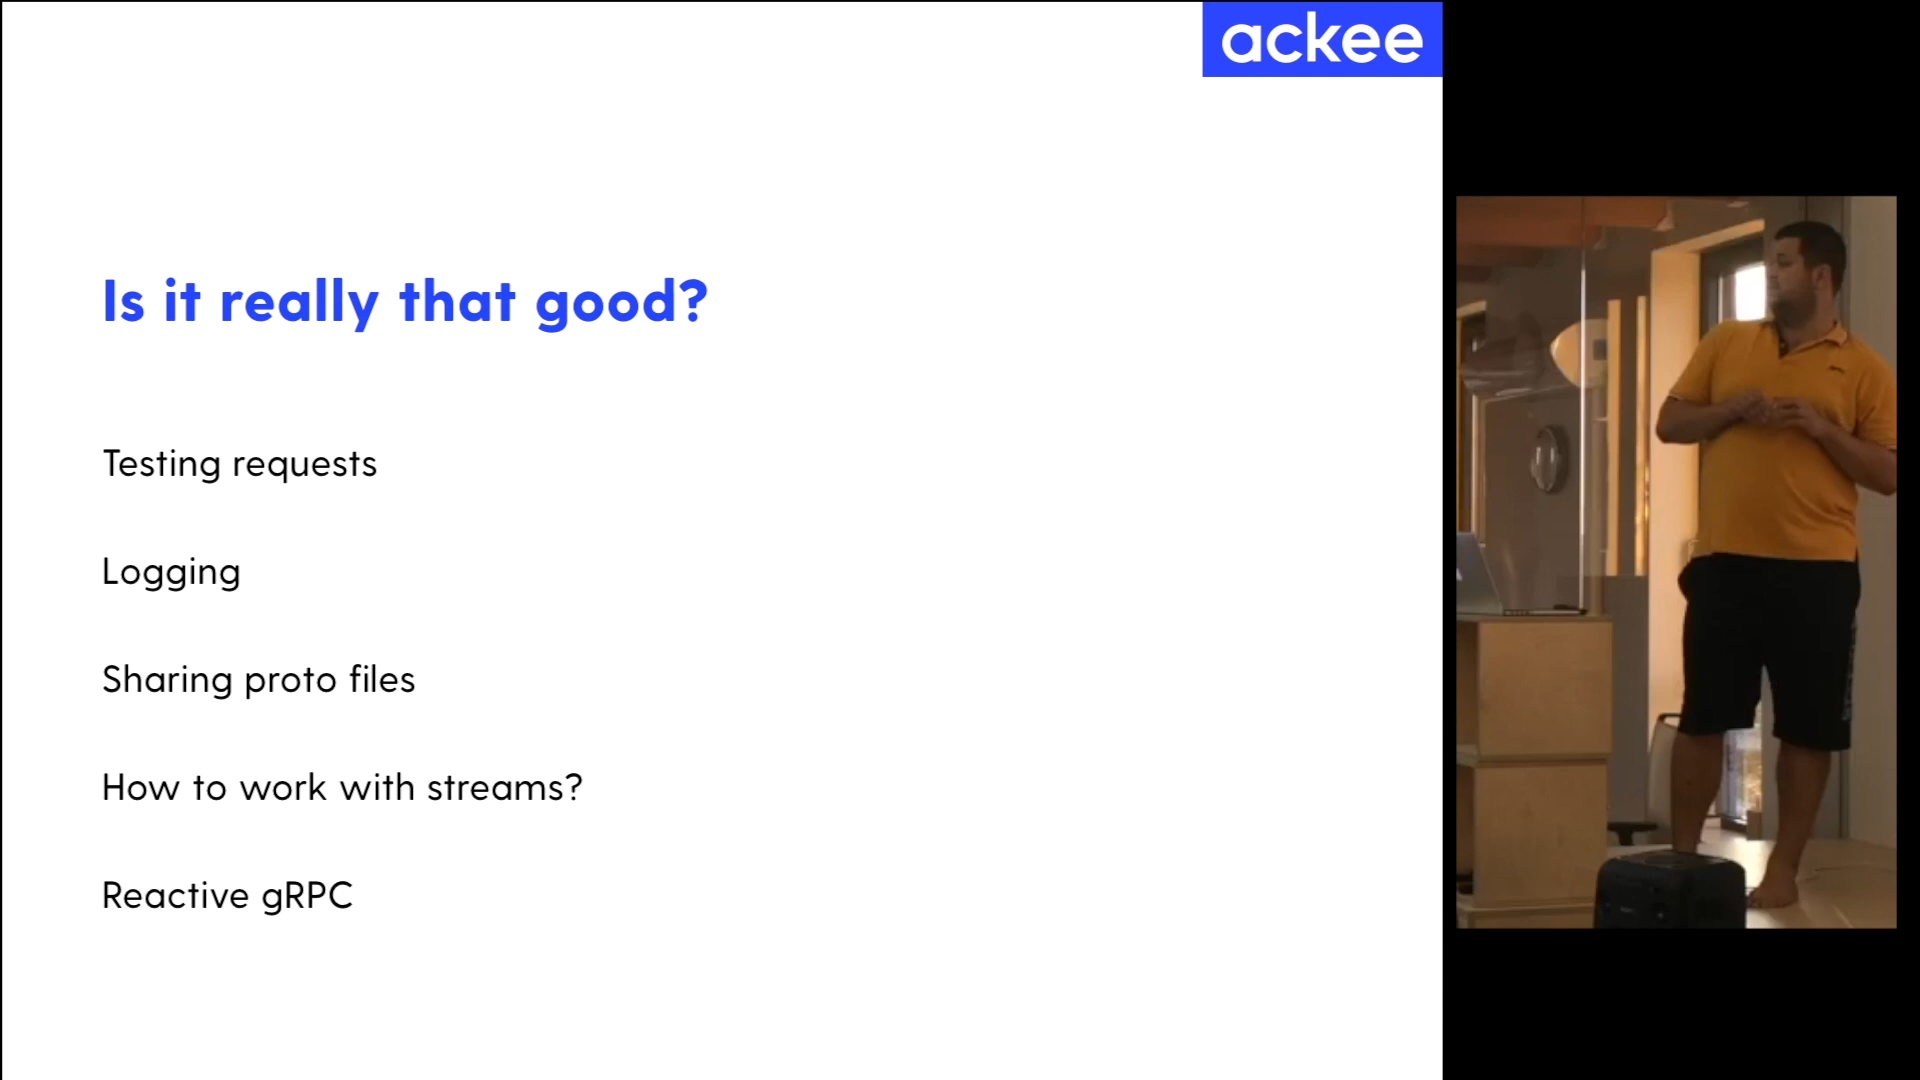 ackee
Is it really that good?
Testing requests
Logging
Sharing proto files
How to work with streams?
Reactive gRPC